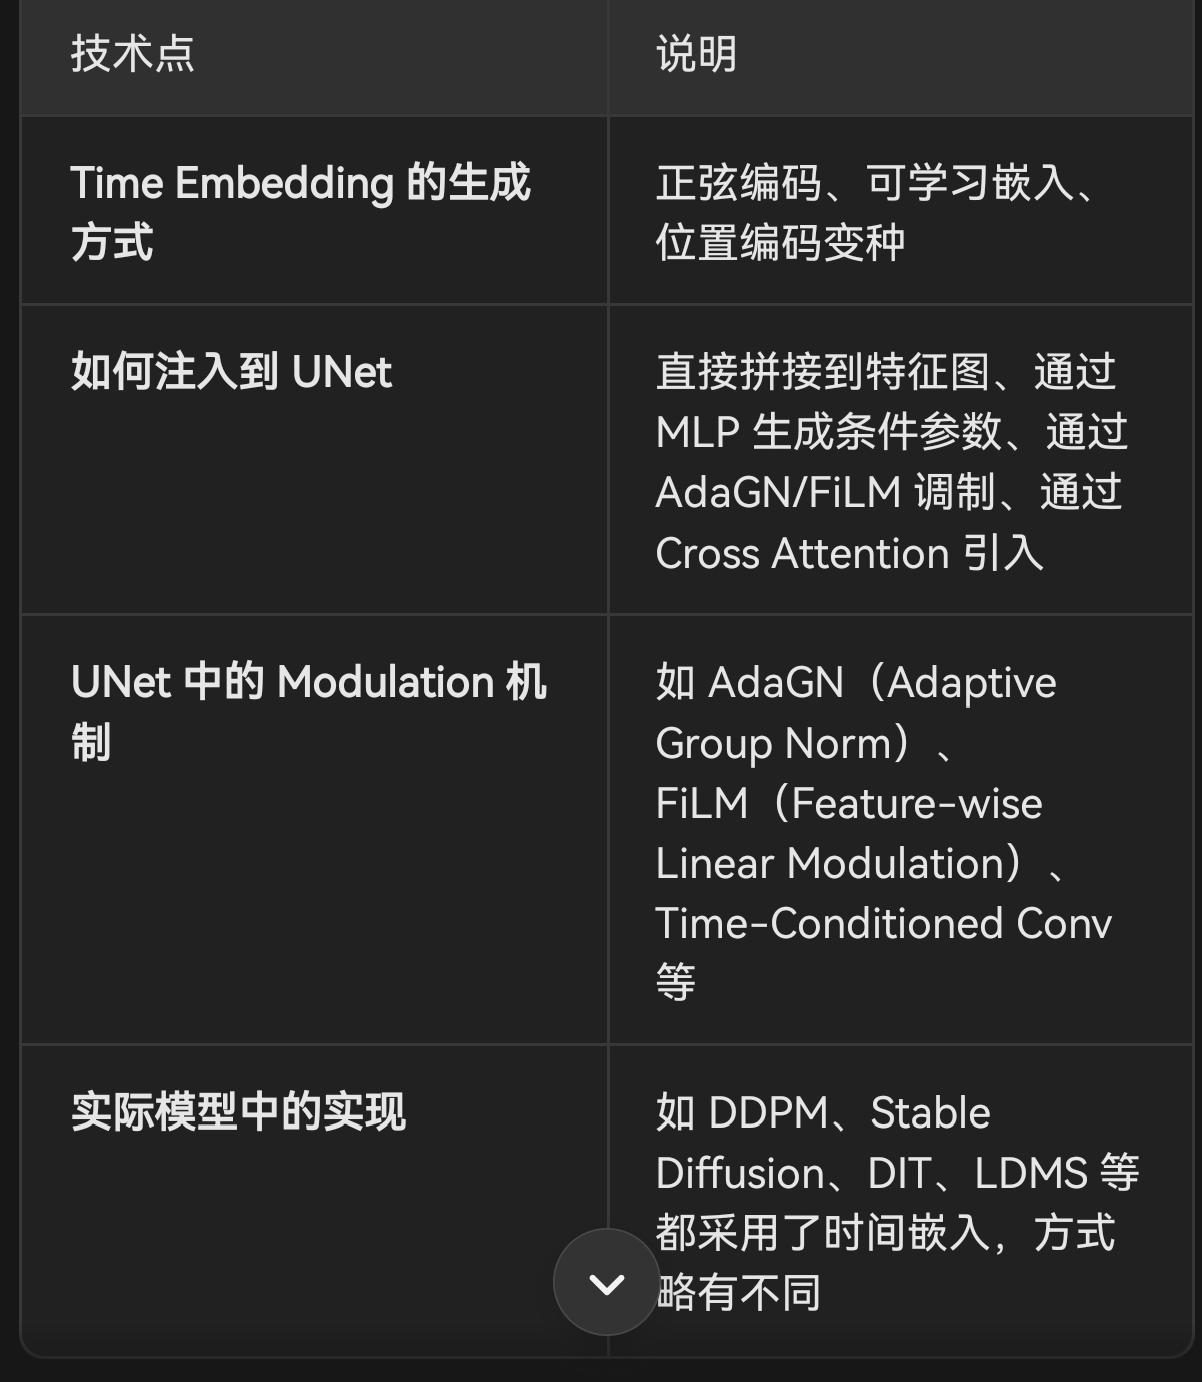 技术点
说明
Time Embedding 的生成
方式
正弦编码、可学习嵌入、
位置编码变种
如何注入到 UNet
直接拼接到特征图、通过
MLP 生成条件参数、通过
AdaGN/FiLM 调制、通过
Cross Attention 引入
UNet 中的 Modulation 机
制
如 AdaGN（Adaptive
Group Norm）、
FiLM（Feature-wise
Linear Modulation）、
Time-Conditioned Conv
等
实际模型中的实现
如 DDPM、Stable
Diffusion、DIT、LDMS 等
都采用了时间嵌入，方式
略有不同